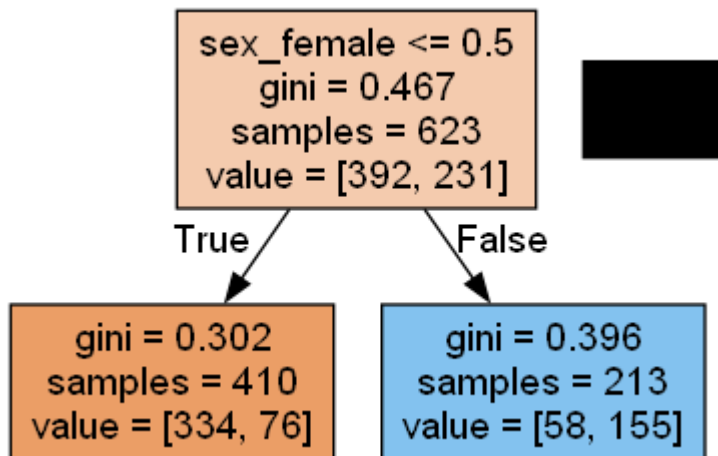 sex_female <= 0.5
gini = 0.467
samples = 623
value = [392, 231]
True
False
gini = 0.302
samples = 410
value = [334, 76]
gini = 0.396
samples = 213
value = [58, 155]